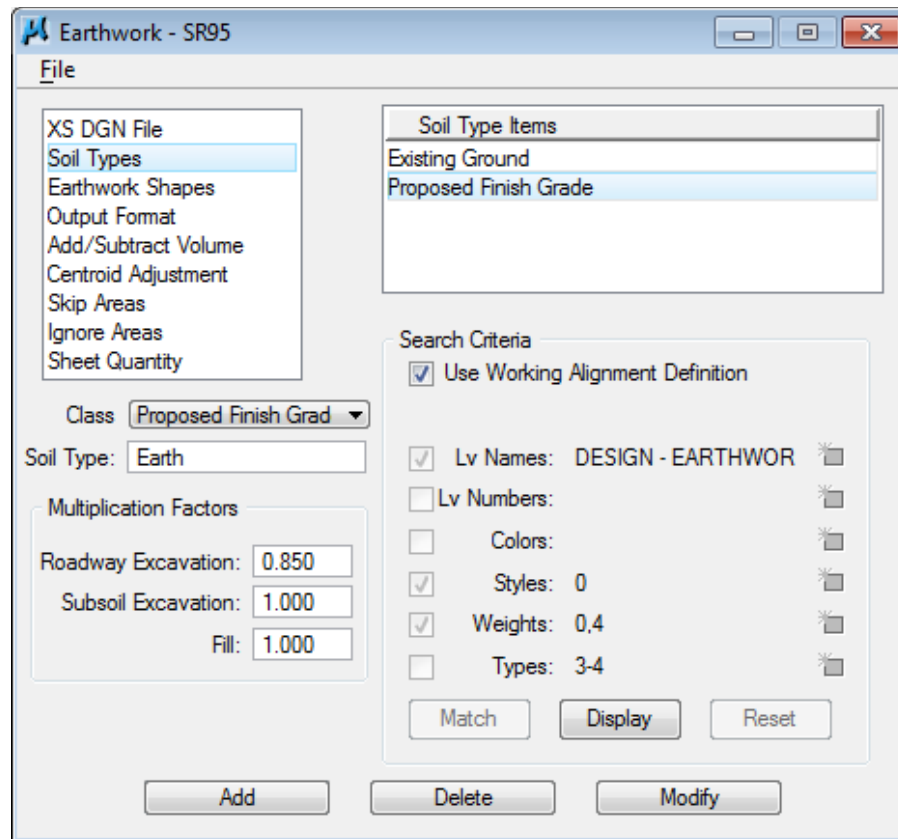 Earthwork - SR95
File
XS DGN File
Soil Types
Earthwork Shapes
Output Format
Add/Subtract Volume
Centroid Adjustment
Skip Areas
Ignore Areas
Sheet Quantity
Soil Type Items
Existing Ground
Proposed Finish Grade
Class Proposed Finish Grad
Soil Type: Earth
Multiplication Factors
Roadway Excavation: 0.850
Subsoil Excavation: 1.000
Fill: 1.000
Search Criteria
Use Working Alignment Definition
Lv Names: DESIGN - EARTHWOR
Lv Numbers:
Colors:
Styles: 0
Weights: 0,4
Types: 3-4
Match Display Reset
Add Delete Modify